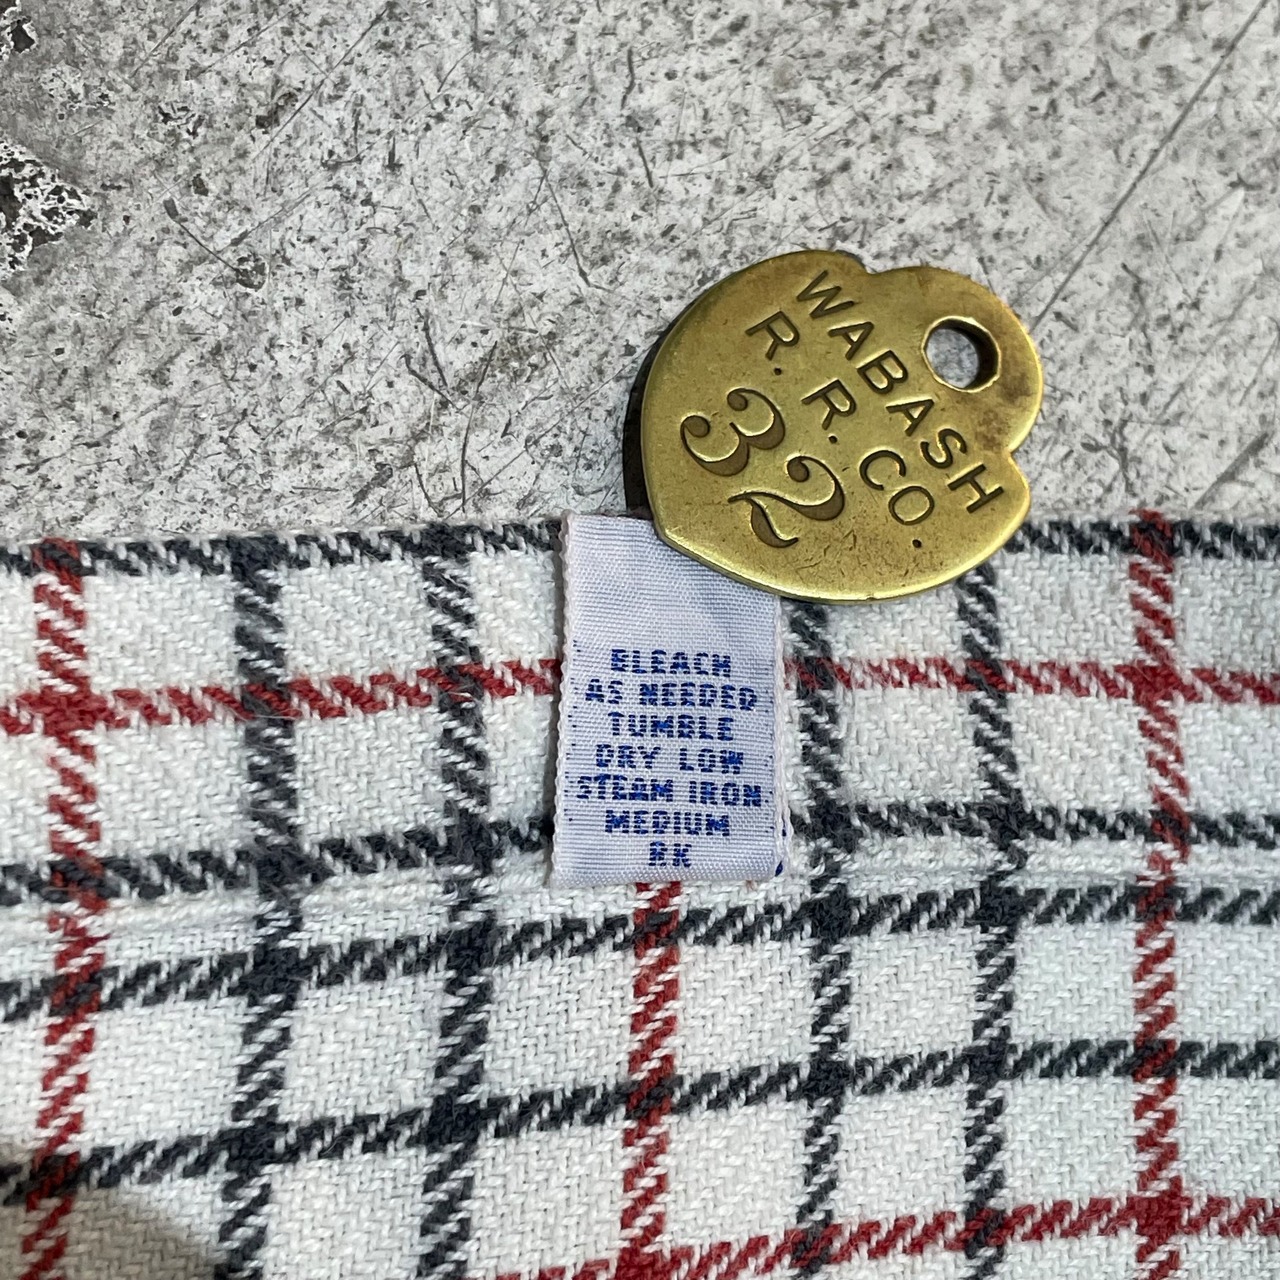 WABASH
R. R. CO.
32
BLEACH
AS NEEDED
TUMBLE
DRY LOW
STEAM IRON
MEDIUM
RK